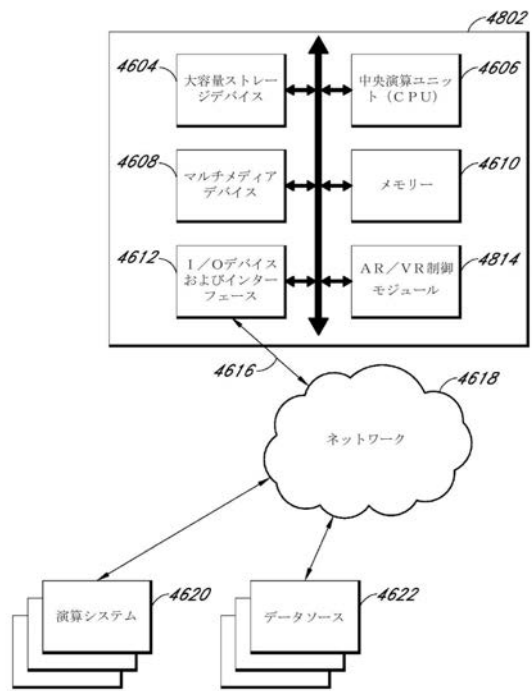 4802
4604
大容量ストレー
ジデバイス
中央演算ユニッ
ト(CPU)
4606
4608
マルチメディア
デバイス
メモリー
4610
4612
I/Oデバイス
およびインター
フェース
AR/VR制御
モジュール
4814
4616
4618
ネットワーク
演算システム
4620
データソース
4622